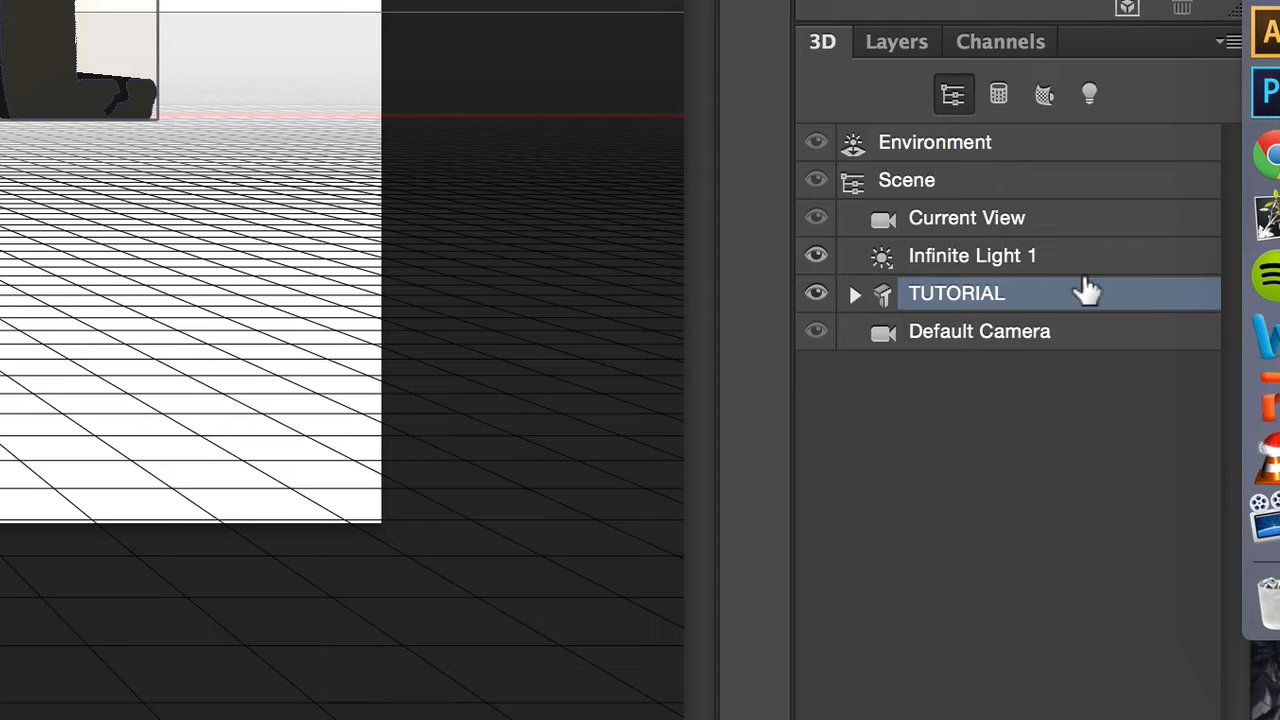 3D Layers Channels
Environment
Scene
Current View
Infinite Light 1
TUTORIAL
Default Camera